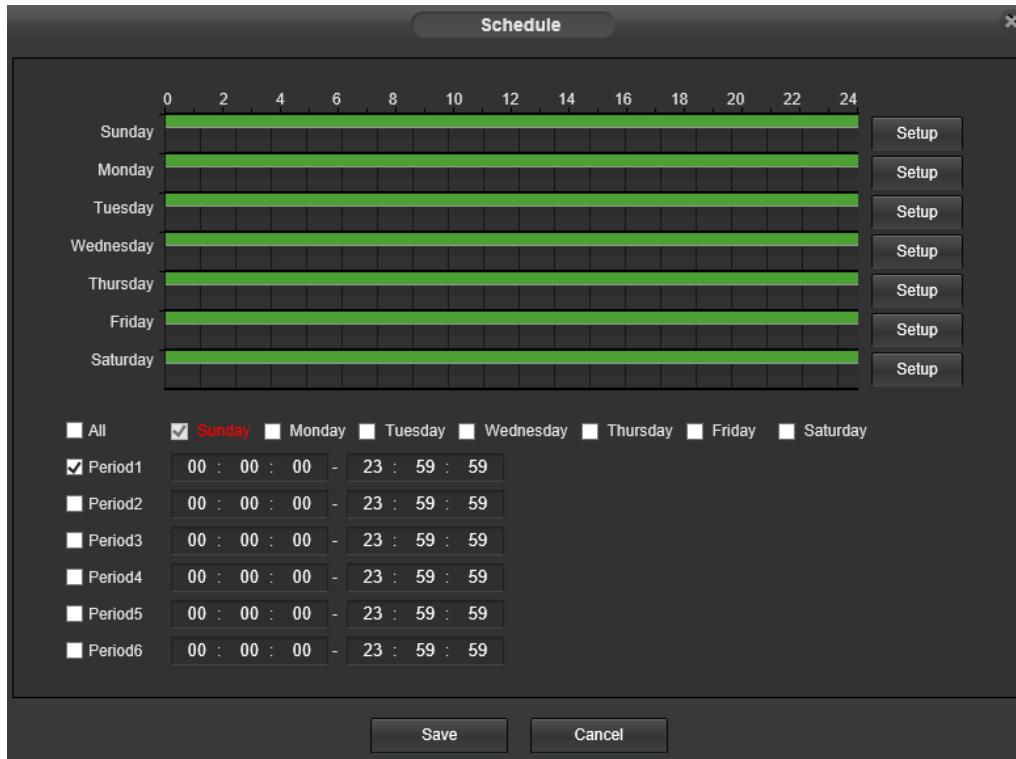 Schedule
0 2 4 6 8 10 12 14 16 18 20 22 24
Sunday Setup
Monday Setup
Tuesday Setup
Wednesday Setup
Thursday Setup
Friday Setup
Saturday Setup
All Sunday Monday Tuesday Wednesday Thursday Friday Saturday
Period1 00 : 00 : 00 - 23 : 59 : 59
Period2 00 : 00 : 00 - 23 : 59 : 59
Period3 00 : 00 : 00 - 23 : 59 : 59
Period4 00 : 00 : 00 - 23 : 59 : 59
Period5 00 : 00 : 00 - 23 : 59 : 59
Period6 00 : 00 : 00 - 23 : 59 : 59
Save Cancel